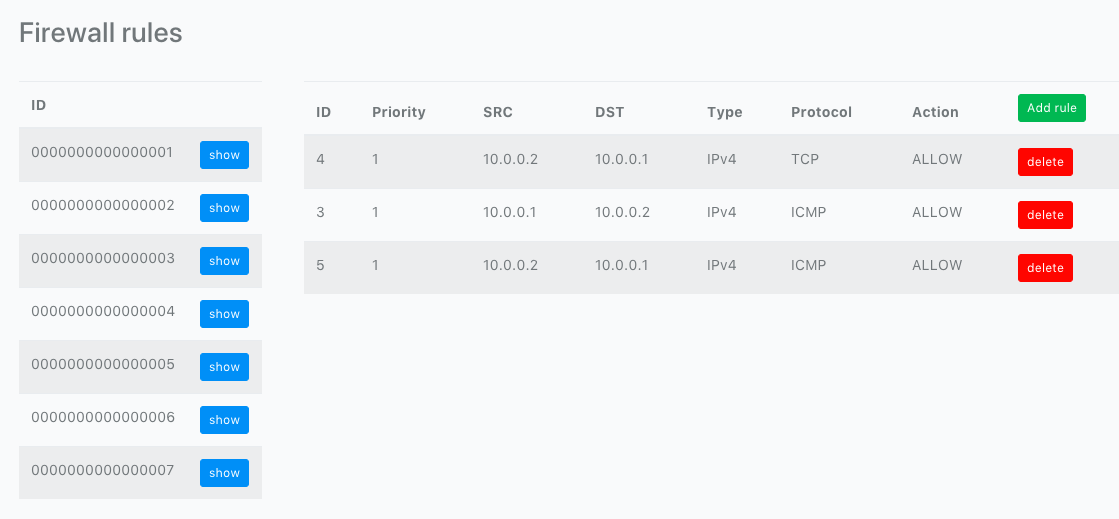 Firewall rules
ID
0000000000000001 show
0000000000000002 show
0000000000000003 show
0000000000000004 show
0000000000000005 show
0000000000000006 show
0000000000000007 show
ID Priority SRC DST Type Protocol Action Add rule
4 1 10.0.0.2 10.0.0.1 IPv4 TCP ALLOW delete
3 1 10.0.0.1 10.0.0.2 IPv4 ICMP ALLOW delete
5 1 10.0.0.2 10.0.0.1 IPv4 ICMP ALLOW delete